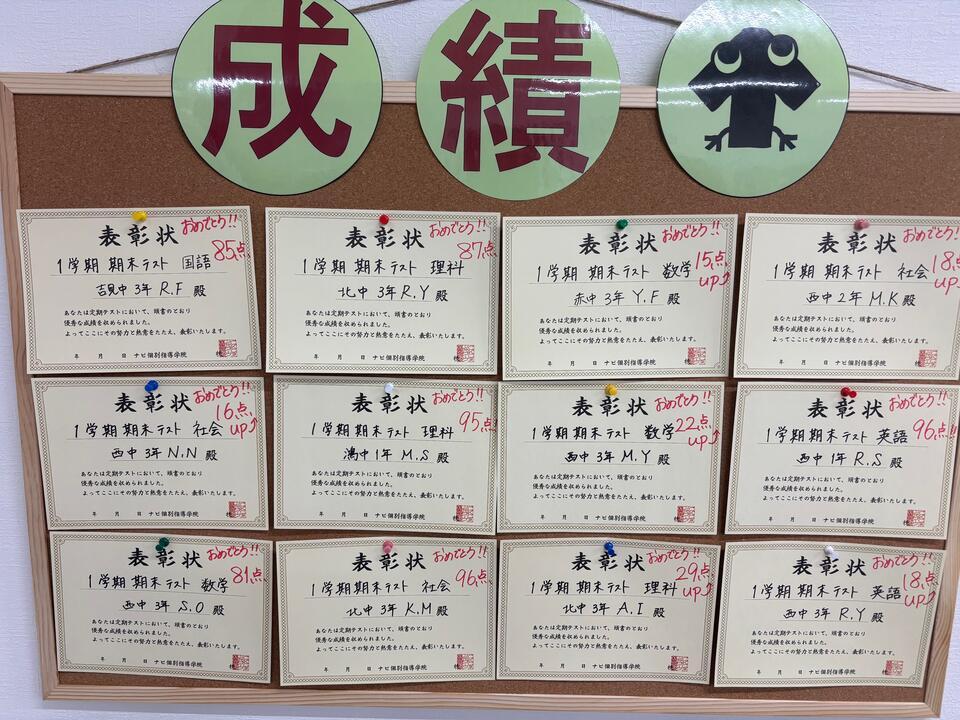 成績
表彰状
おめでとう!!
1学期 期末テスト 国語 85点
吉見中 3年 R.F 殿
あなたは定期テストにおいて、頭書のとおり
優秀な成績を収められました。
よってここにその努力と熱意をたたえ、表彰いたします。
年 月 日 ナビ個別指導学院
表彰状
おめでとう!!
1学期 期末テスト 理科 87点
北中 3年 R.Y 殿
あなたは定期テストにおいて、頭書のとおり
優秀な成績を収められました。
よってここにその努力と熱意をたたえ、表彰いたします。
年 月 日 ナビ個別指導学院
表彰状
おめでとう!!
1学期 期末テスト 数学 15点
up↑
赤中 3年 Y.F 殿
あなたは定期テストにおいて、頭書のとおり
優秀な成績を収められました。
よってここにその努力と熱意をたたえ、表彰いたします。
年 月 日 ナビ個別指導学院
表彰状
おめでとう!!
1学期 期末テスト 社会 18点
up↑
西中 2年 M.K 殿
あなたは定期テストにおいて、頭書のとおり
優秀な成績を収められました。
よってここにその努力と熱意をたたえ、表彰いたします。
年 月 日 ナビ個別指導学院
表彰状
おめでとう!!
16点
1学期 期末テスト 社会 up↑
西中 3年 N.N 殿
あなたは定期テストにおいて、頭書のとおり
優秀な成績を収められました。
よってここにその努力と熱意をたたえ、表彰いたします。
年 月 日 ナビ個別指導学院
表彰状
おめでとう!!
1学期 期末テスト 理科 95点
鴻中 1年 M.S 殿
あなたは定期テストにおいて、頭書のとおり
優秀な成績を収められました。
よってここにその努力と熱意をたたえ、表彰いたします。
年 月 日 ナビ個別指導学院
表彰状
おめでとう!!
1学期 期末テスト 数学 22点
up↑
西中 3年 M.Y 殿
あなたは定期テストにおいて、頭書のとおり
優秀な成績を収められました。
よってここにその努力と熱意をたたえ、表彰いたします。
年 月 日 ナビ個別指導学院
表彰状
おめでとう!!
1学期 期末テスト 英語 96点!!
西中 1年 R.S 殿
あなたは定期テストにおいて、頭書のとおり
優秀な成績を収められました。
よってここにその努力と熱意をたたえ、表彰いたします。
年 月 日 ナビ個別指導学院
表彰状
おめでとう!!
1学期 期末テスト 数学 81点
西中 3年 S.O 殿
あなたは定期テストにおいて、頭書のとおり
優秀な成績を収められました。
よってここにその努力と熱意をたたえ、表彰いたします。
年 月 日 ナビ個別指導学院
表彰状
おめでとう!!
1学期 期末テスト 社会 96点
北中 3年 K.M 殿
あなたは定期テストにおいて、頭書のとおり
優秀な成績を収められました。
よってここにその努力と熱意をたたえ、表彰いたします。
年 月 日 ナビ個別指導学院
表彰状
おめでとう!!
1学期 期末テスト 理科 29点
up↑
北中 3年 A.I 殿
あなたは定期テストにおいて、頭書のとおり
優秀な成績を収められました。
よってここにその努力と熱意をたたえ、表彰いたします。
年 月 日 ナビ個別指導学院
表彰状
おめでとう!!
1学期 期末テスト 英語 18点
up↑
西中 3年 R.Y 殿
あなたは定期テストにおいて、頭書のとおり
優秀な成績を収められました。
よってここにその努力と熱意をたたえ、表彰いたします。
年 月 日 ナビ個別指導学院